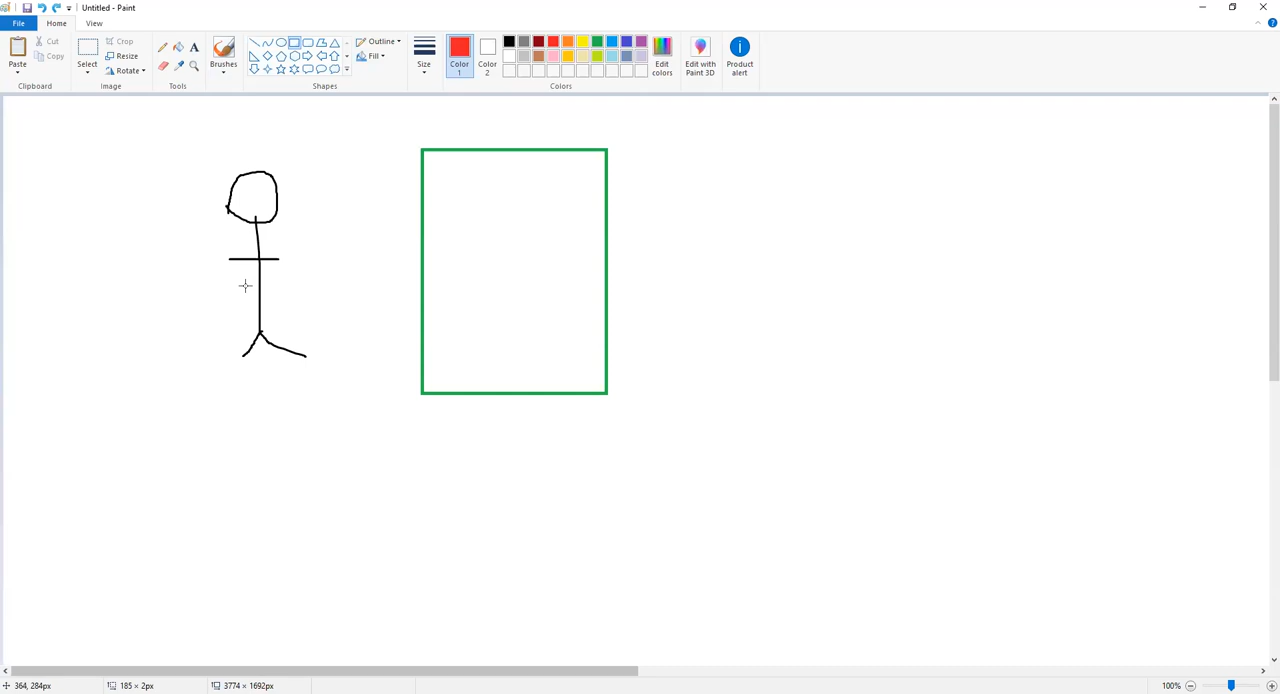 Untitled - Paint
File Home View
Paste
Cut
Copy
Clipboard
Select
Crop
Resize
Rotate
Image
Tools
Brushes
Shapes
Outline
Fill
Size
Color 1
Color 2
Edit colors
Colors
Edit with Paint 3D
Product alert
364, 284px
185 × 2px
3774 × 1692px
100%